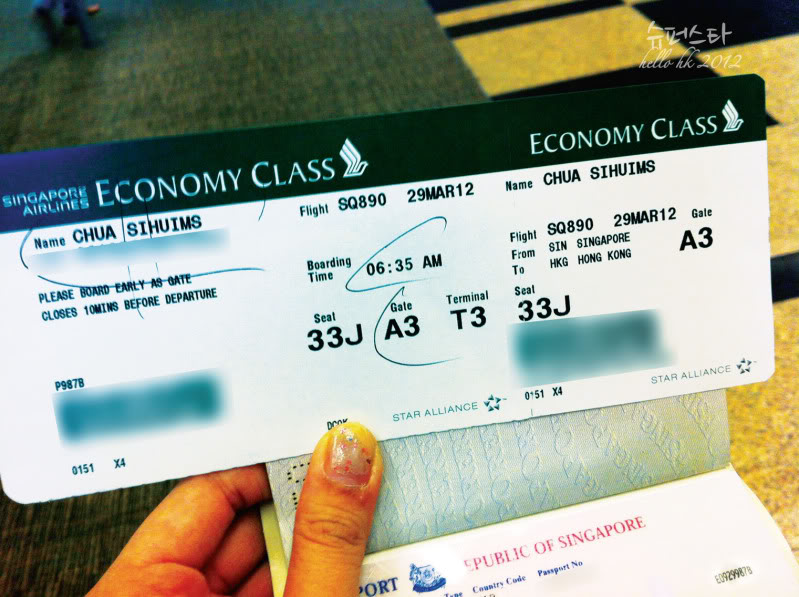 슈퍼스타
hello hk 2012
SINGAPORE AIRLINES ECONOMY CLASS
Name CHUA SIHUIMS
PLEASE BOARD EARLY AS GATE
CLOSES 10MINS BEFORE DEPARTURE
P987B
0151 X4
Flight SQ890 29MAR12
Boarding Time 06:35 AM
Seat Gate Terminal
33J A3 T3
STAR ALLIANCE
ECONOMY CLASS
Name CHUA SIHUIMS
Flight SQ890 29MAR12 Gate
From SIN SINGAPORE A3
To HKG HONG KONG
Seat
33J
0151 X4
STAR ALLIANCE
REPUBLIC OF SINGAPORE
PORT Type Country Code Passport No